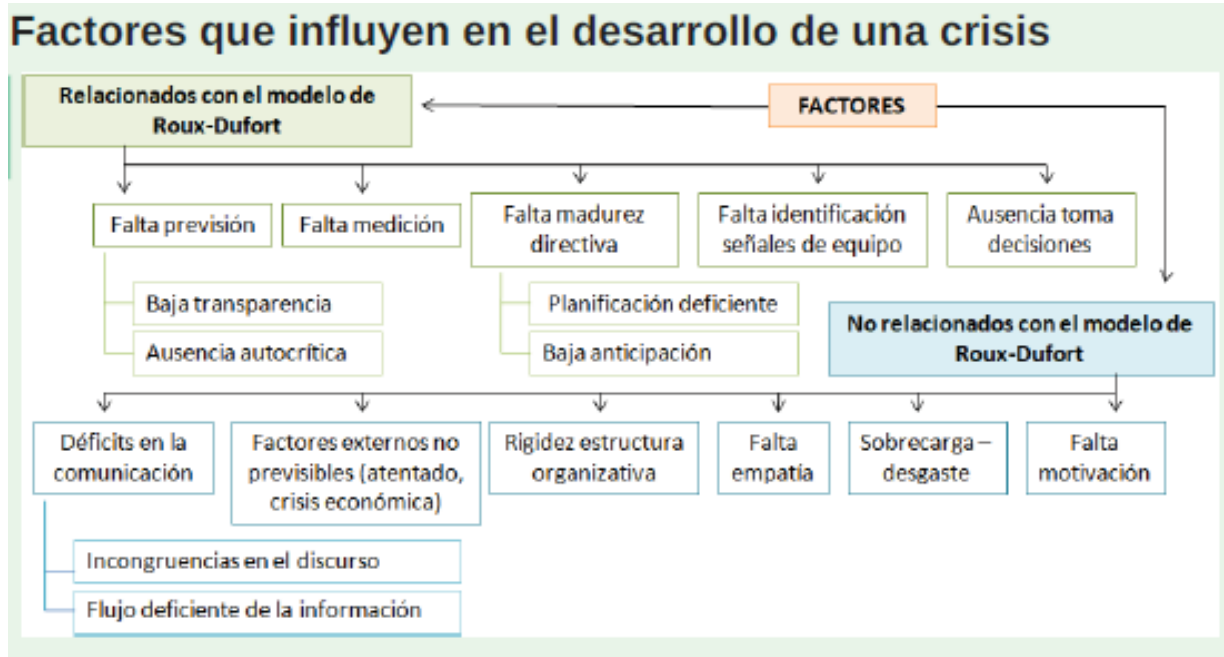 Factores que influyen en el desarrollo de una crisis
Relacionados con el modelo de
Roux-Dufort
FACTORES
Falta previsión
Falta medición
Falta madurez
directiva
Falta identificación
señales de equipo
Ausencia toma
decisiones
Baja transparencia
Ausencia autocrítica
Planificación deficiente
Baja anticipación
No relacionados con el modelo de
Roux-Dufort
Déficits en la
comunicación
Factores externos no
previsibles (atentado,
crisis económica)
Rigidez estructura
organizativa
Falta
empatía
Sobrecarga –
desgaste
Falta
motivación
Incongruencias en el discurso
Flujo deficiente de la información